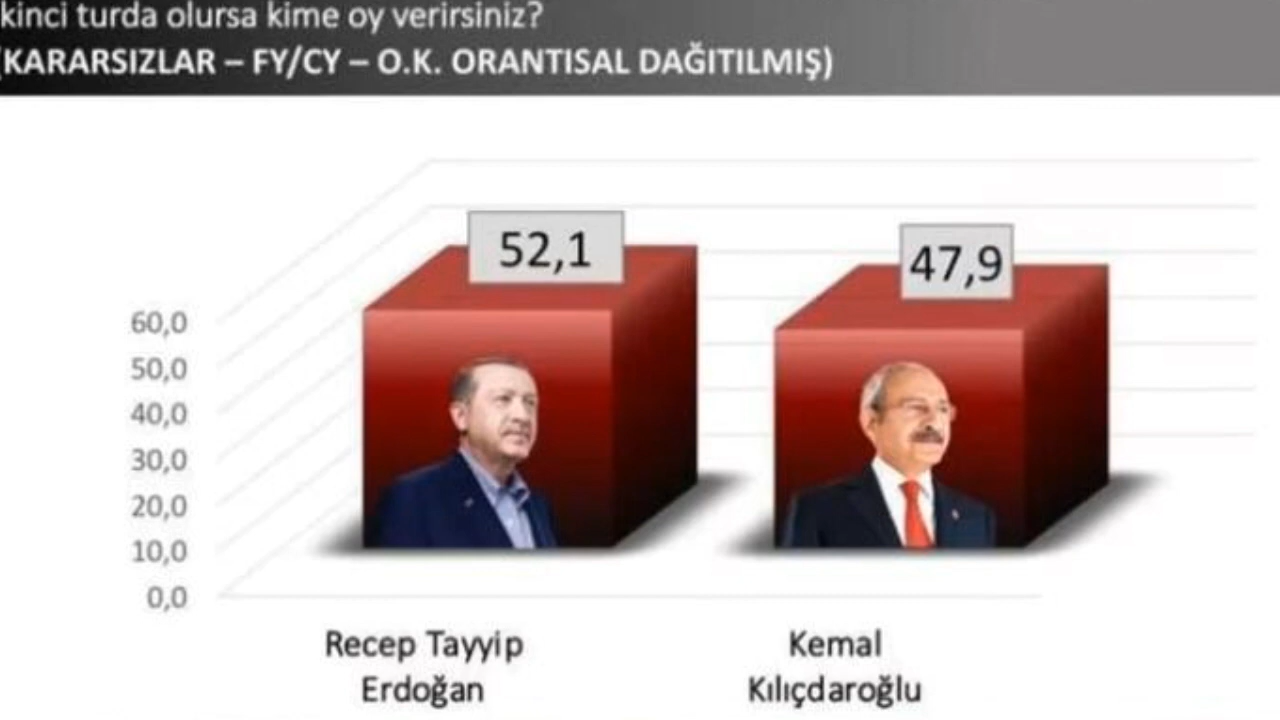 kinci turda olursa kime oy verirsiniz?
(KARARSIZLAR – FY/CY – O.K. ORANTISAL DAĞITILMIŞ)
52,1
47,9
60,0
50,0
40,0
30,0
20,0
10,0
0,0
Recep Tayyip
Erdoğan
Kemal
Kılıçdaroğlu